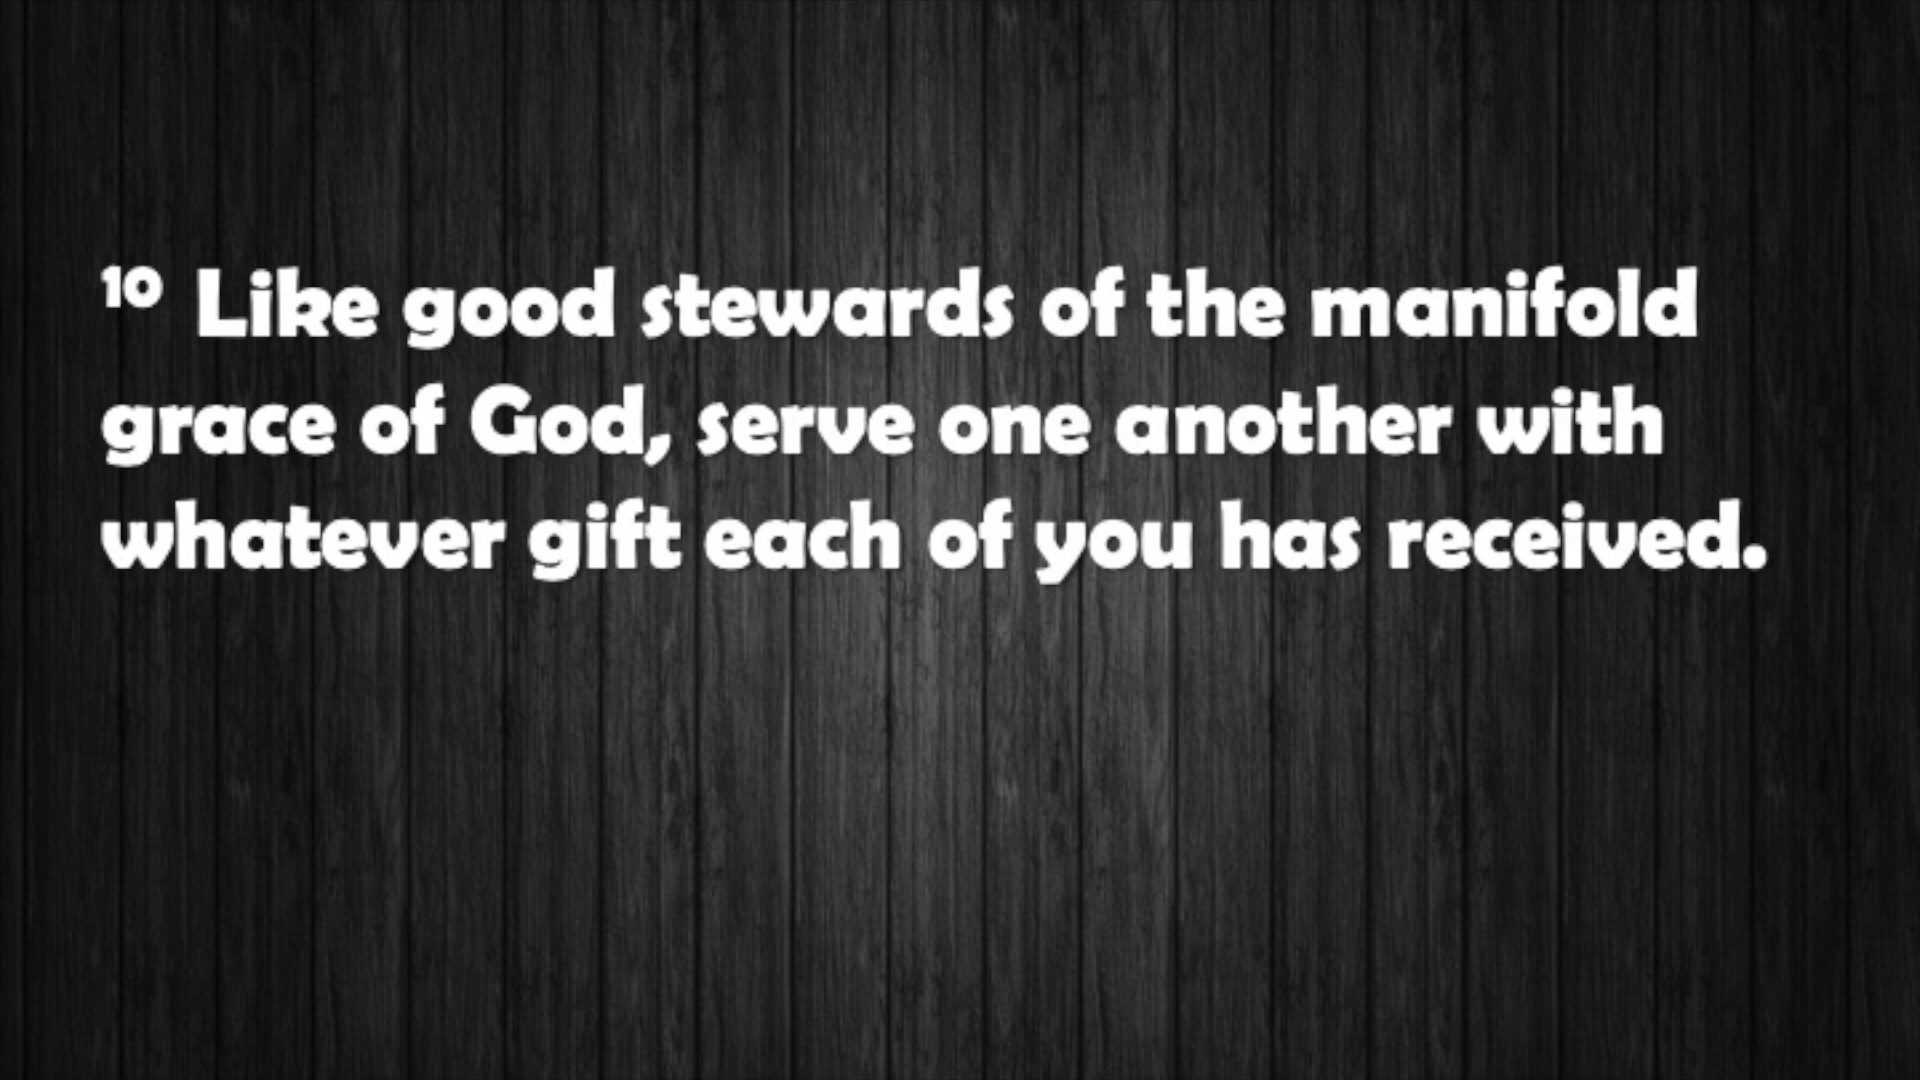 10 Like good stewards of the manifold
grace of God, serve one another with
whatever gift each of you has received.